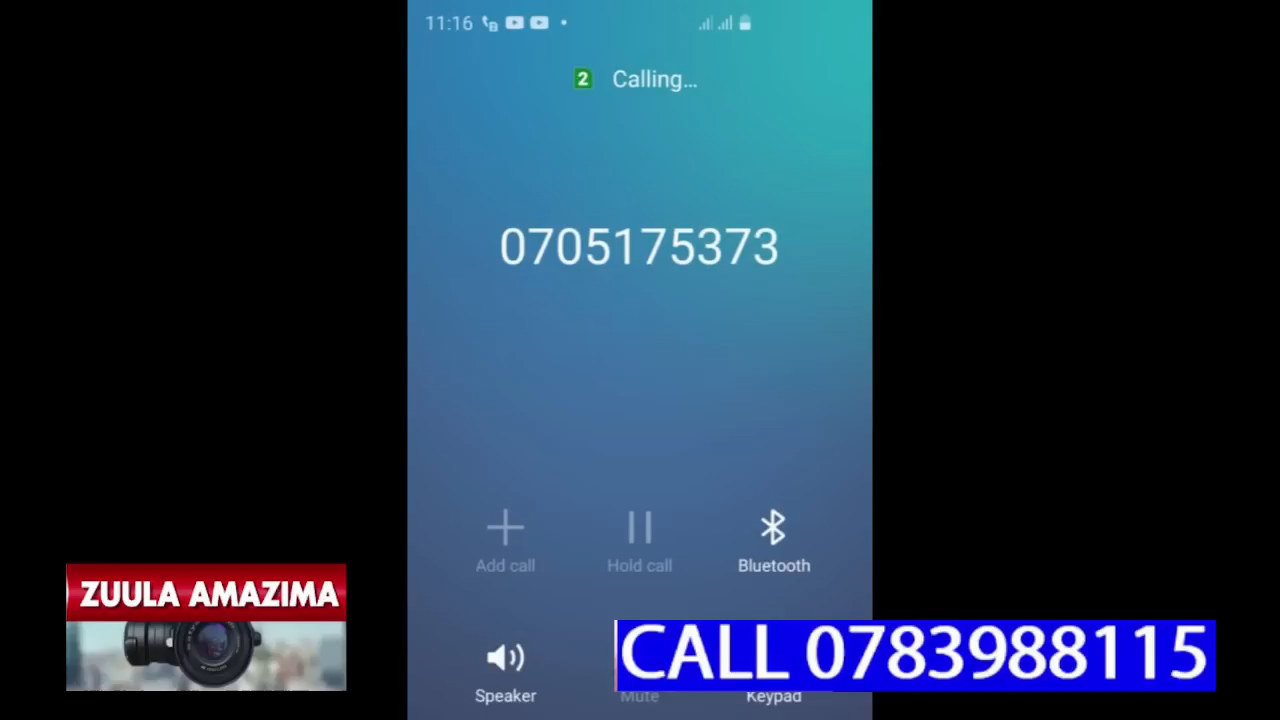 11:16
2 Calling...
0705175373
Add call Hold call Bluetooth
ZUULA AMAZIMA
CALL 0783988115
Speaker Mute Keypad